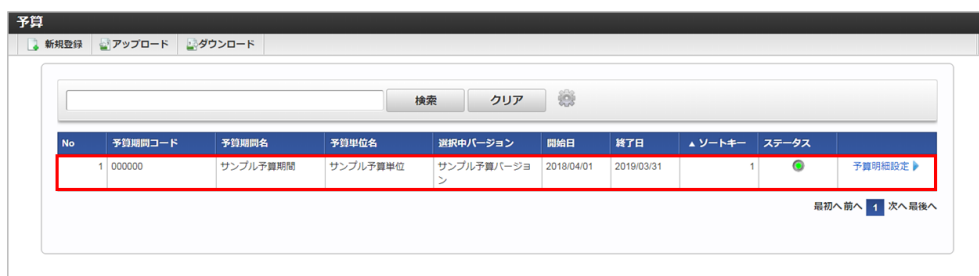 予算
新規登録 アップロード ダウンロード
検索 クリア
No 予算期間コード 予算期間名 予算単位名 選択中バージョン 開始日 終了日 ▲ ソートキー ステータス
1 000000 サンプル予算期間 サンプル予算単位 サンプル予算バージョン 2018/04/01 2019/03/31 1 予算明細設定
最初へ 前へ 1 次へ 最後へ